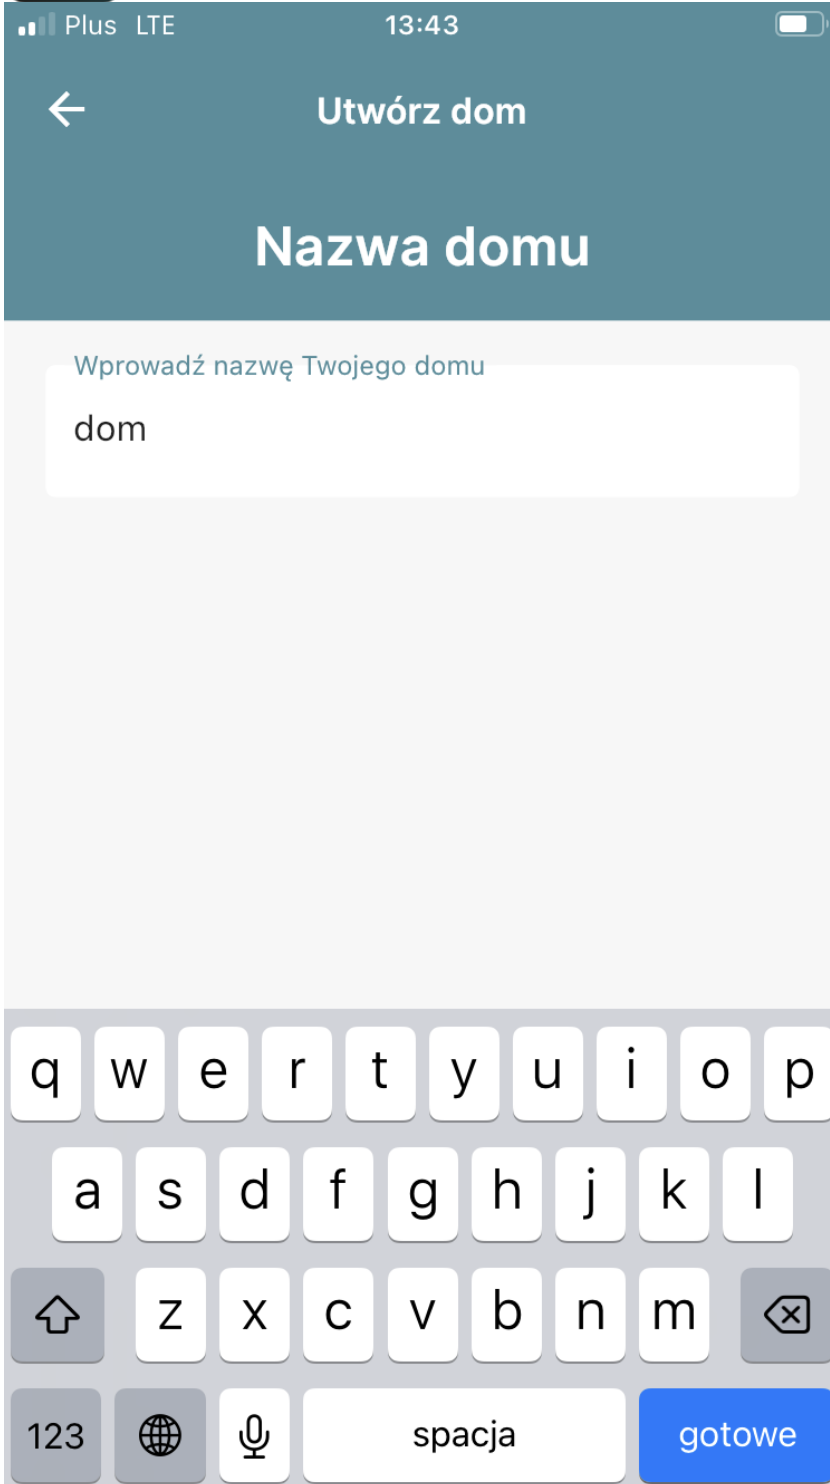 Plus LTE 13:43
Utwórz dom
Nazwa domu
Wprowadź nazwę Twojego domu
dom
q w e r t y u i o p
a s d f g h j k l
z x c v b n m
123 spacja gotowe